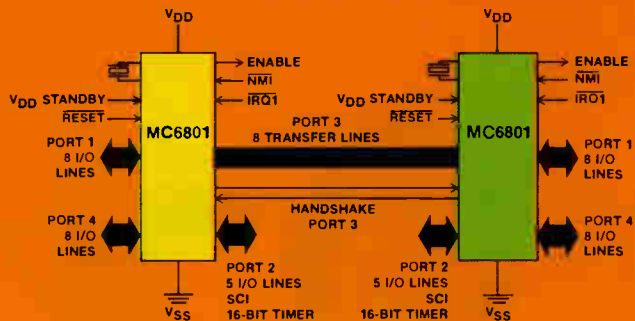 VDD
VDD
ENABLE
NMI
IRQ1
VDD STANDBY
RESET
MC6801
PORT 1
8 I/O
LINES
PORT 4
8 I/O
LINES
PORT 3
8 TRANSFER LINES
HANDSHAKE
PORT 3
PORT 2
5 I/O LINES
SCI
16-BIT TIMER
VSS
ENABLE
NMI
IRQ1
VDD STANDBY
RESET
MC6801
PORT 1
8 I/O
LINES
PORT 4
8 I/O
LINES
PORT 2
5 I/O LINES
SCI
16-BIT TIMER
VSS